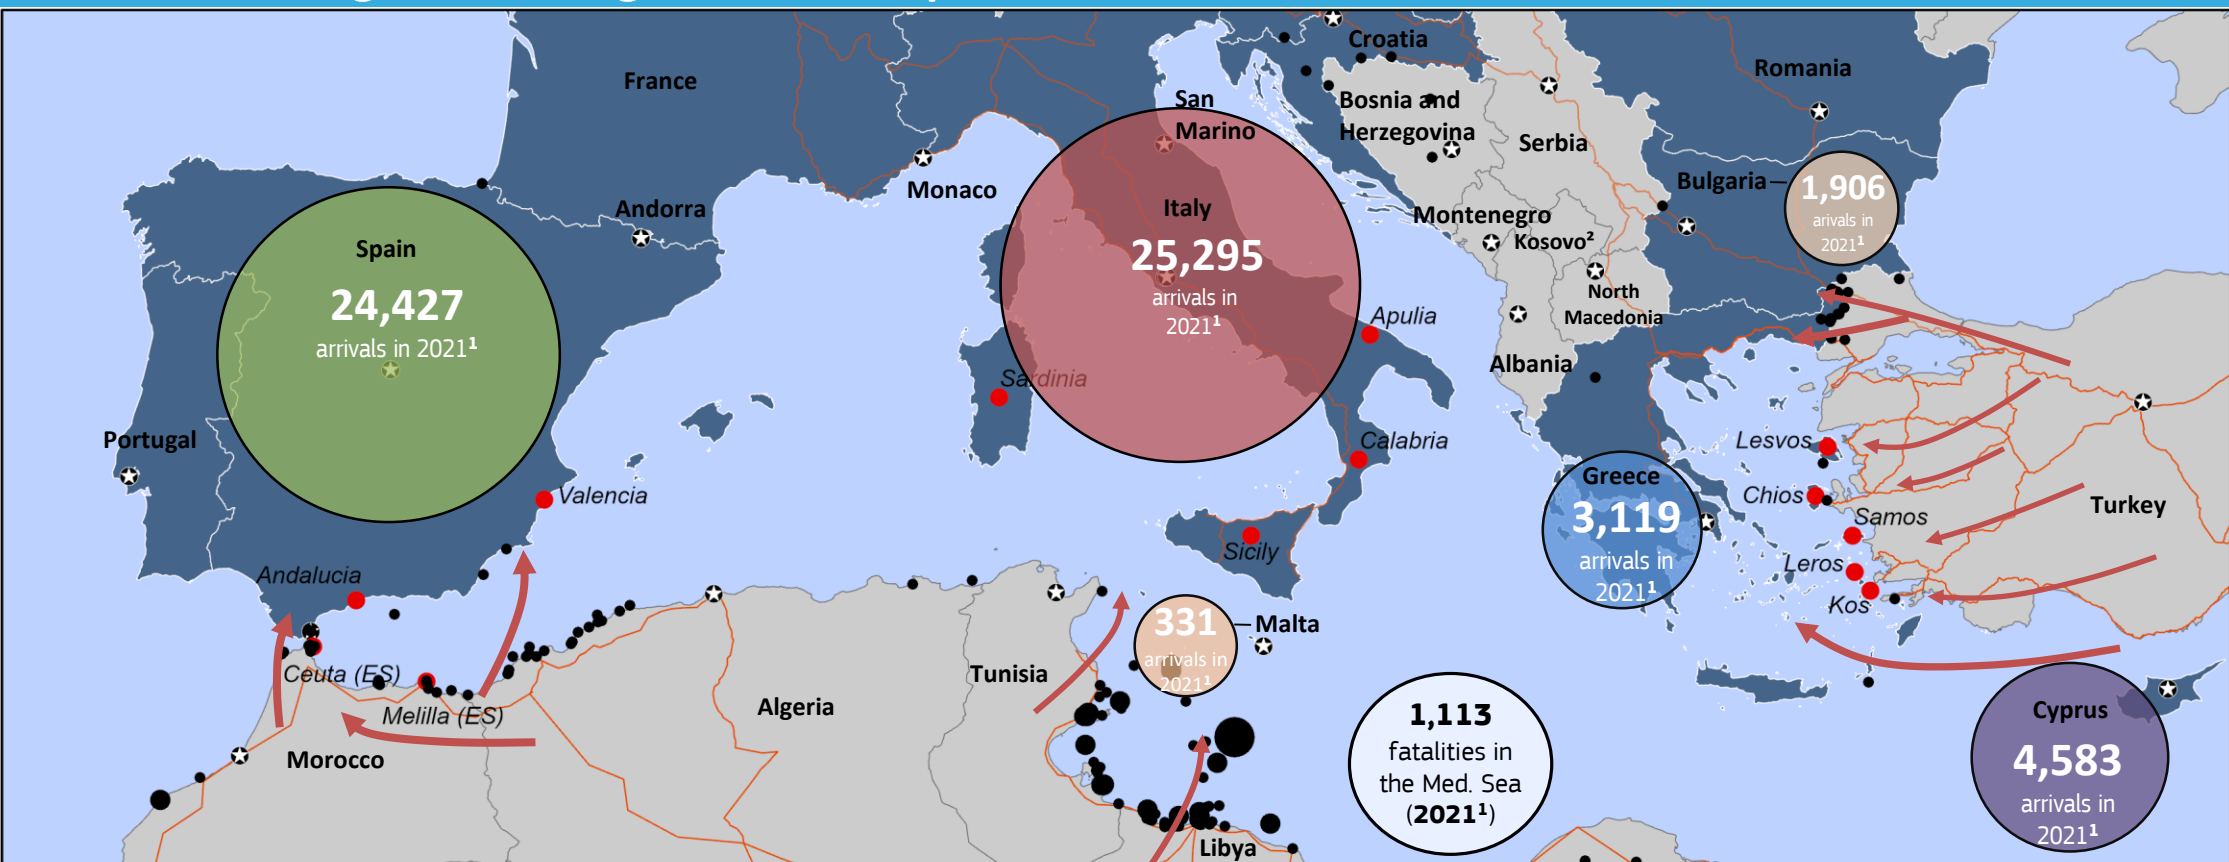 Croatia
France
Romania
San
Marino
Bosnia and
Herzegovina
Serbia
Monaco
Bulgaria
1,906
arivals in
2021¹
Andorra
Italy
25,295
arrivals in
2021¹
Montenegro
Kosovo²
Spain
24,427
arrivals in 2021¹
North
Macedonia
Apulia
Albania
Sardinia
Portugal
Calabria
Lesvos
Valencia
Greece
3,119
arrivals in
2021¹
Chios
Samos
Turkey
Sicily
Leros
Kos
Andalucia
331
arrivals in
2021¹
Malta
Ceuta (ES)
Tunisia
Melilla (ES)
Algeria
Morocco
1,113
fatalities in
the Med. Sea
(2021¹)
Cyprus
4,583
arrivals in
2021¹
Libya